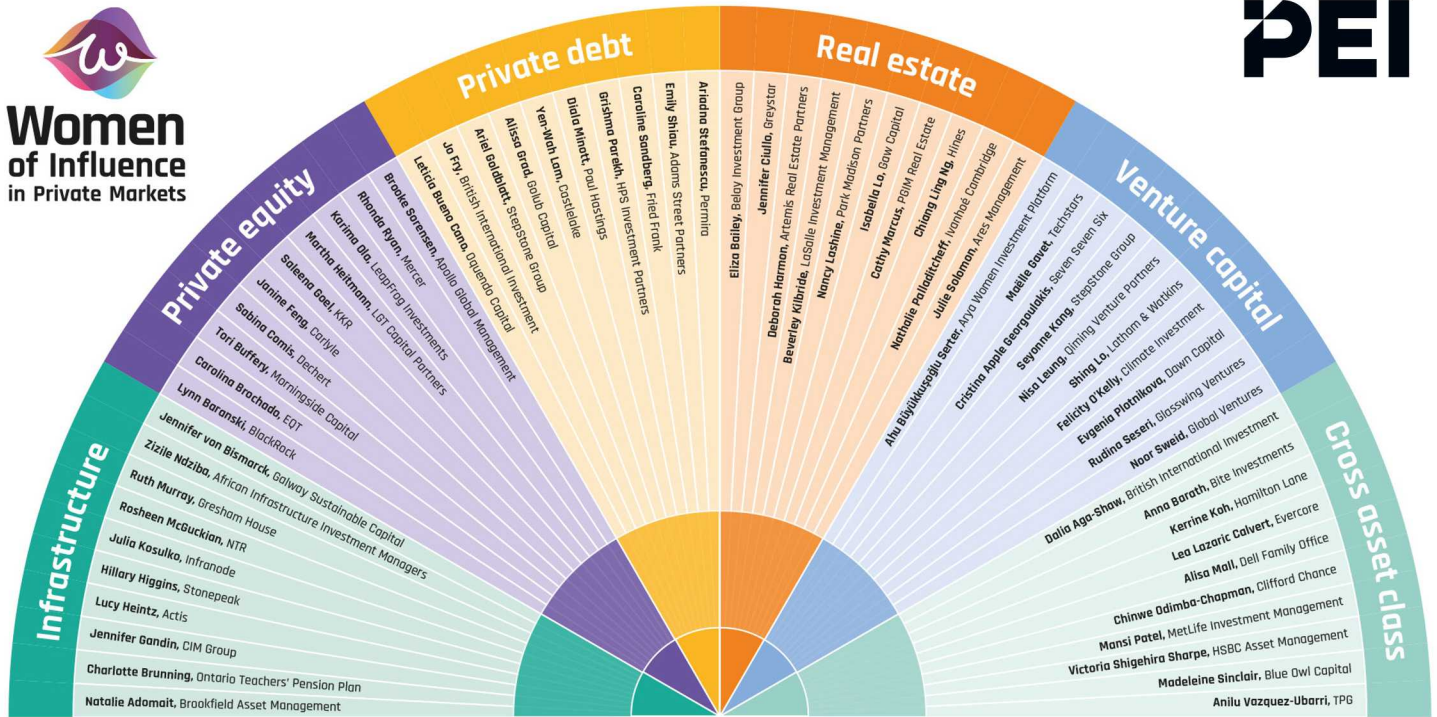 w
Women
of Influence
in Private Markets
PEI
Infrastructure
Natalie Adomait, Brookfield Asset Management
Charlotte Brunning, Ontario Teachers' Pension Plan
Jennifer Gandin, CIM Group
Lucy Heintz, Actis
Hillary Higgins, Stonepeak
Julia Kosulko, Infranode
Rosheen McGuckian, NTR
Ruth Murray, Gresham House
Zizile Ndziba, African Infrastructure Investment Managers
Jennifer von Bismarck, Galway Sustainable Capital
Private equity
Lynn Baranski, BlackRock
Carolina Brochado, EQT
Tori Buffery, Morningside Capital
Sabina Comis, Dechert
Janine Feng, Carlyle
Saleena Goel, KKR
Martha Heitmann, LGT Capital Partners
Karima Ola, LeapFrog Investments
Rhonda Ryan, Mercer
Brooke Sorensen, Apollo Global Management
Private debt
Leticia Bueno Cano, Oquendo Capital
Jo Fry, British International Investment
Ariel Goldblatt, StepStone Group
Alissa Grad, Golub Capital
Yen-Wah Lam, Castlelake
Diala Minott, Paul Hastings
Grishma Parekh, HPS Investment Partners
Caroline Sandberg, Fried Frank
Emily Shiau, Adams Street Partners
Ariadna Stefanescu, Permira
Real estate
Eliza Bailey, Belay Investment Group
Jennifer Ciullo, Greystar
Deborah Harmon, Artemis Real Estate Partners
Beverley Kilbride, LaSalle Investment Management
Nancy Lashine, Park Madison Partners
Isabella Lo, Gaw Capital
Cathy Marcus, PGIM Real Estate
Chiang Ling Ng, Hines
Nathalie Palladitcheff, Ivanhoé Cambridge
Julie Solomon, Ares Management
Venture capital
Ahu Büyükkuşoğlu Serter, Arya Women Investment Platform
Maëlle Gavet, Techstars
Cristina Apple Georgoulakis, Seven Seven Six
Seyonne Kang, StepStone Group
Nisa Leung, Qiming Venture Partners
Shing Lo, Latham & Watkins
Felicity O'Kelly, Climate Investment
Evgenia Plotnikova, Dawn Capital
Rudina Seseri, Glasswing Ventures
Noor Sweid, Global Ventures
Cross asset class
Dalia Aga-Shaw, British International Investment
Anna Barath, Bite Investments
Kerrine Koh, Hamilton Lane
Lea Lazaric Calvert, Evercore
Alisa Mall, Dell Family Office
Chinwe Odimba-Chapman, Clifford Chance
Mansi Patel, MetLife Investment Management
Victoria Shigehira Sharpe, HSBC Asset Management
Madeleine Sinclair, Blue Owl Capital
Anilu Vazquez-Ubarri, TPG